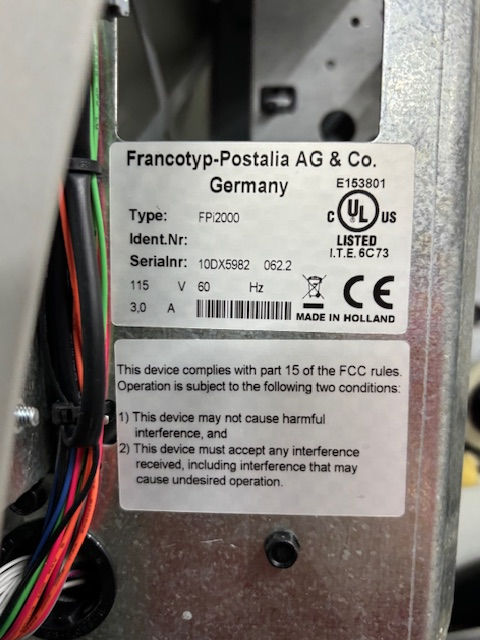 Francotyp-Postalia AG & Co.
Germany
E153801
Type: FPi2000
C UL US
LISTED
I.T.E. 6C73
Ident.Nr:
Serialnr: 10DX5982 062.2
115 V 60 Hz
3,0 A
CE
MADE IN HOLLAND
This device complies with part 15 of the FCC rules.
Operation is subject to the following two conditions:
1) This device may not cause harmful
interference, and
2) This device must accept any interference
received, including interference that may
cause undesired operation.